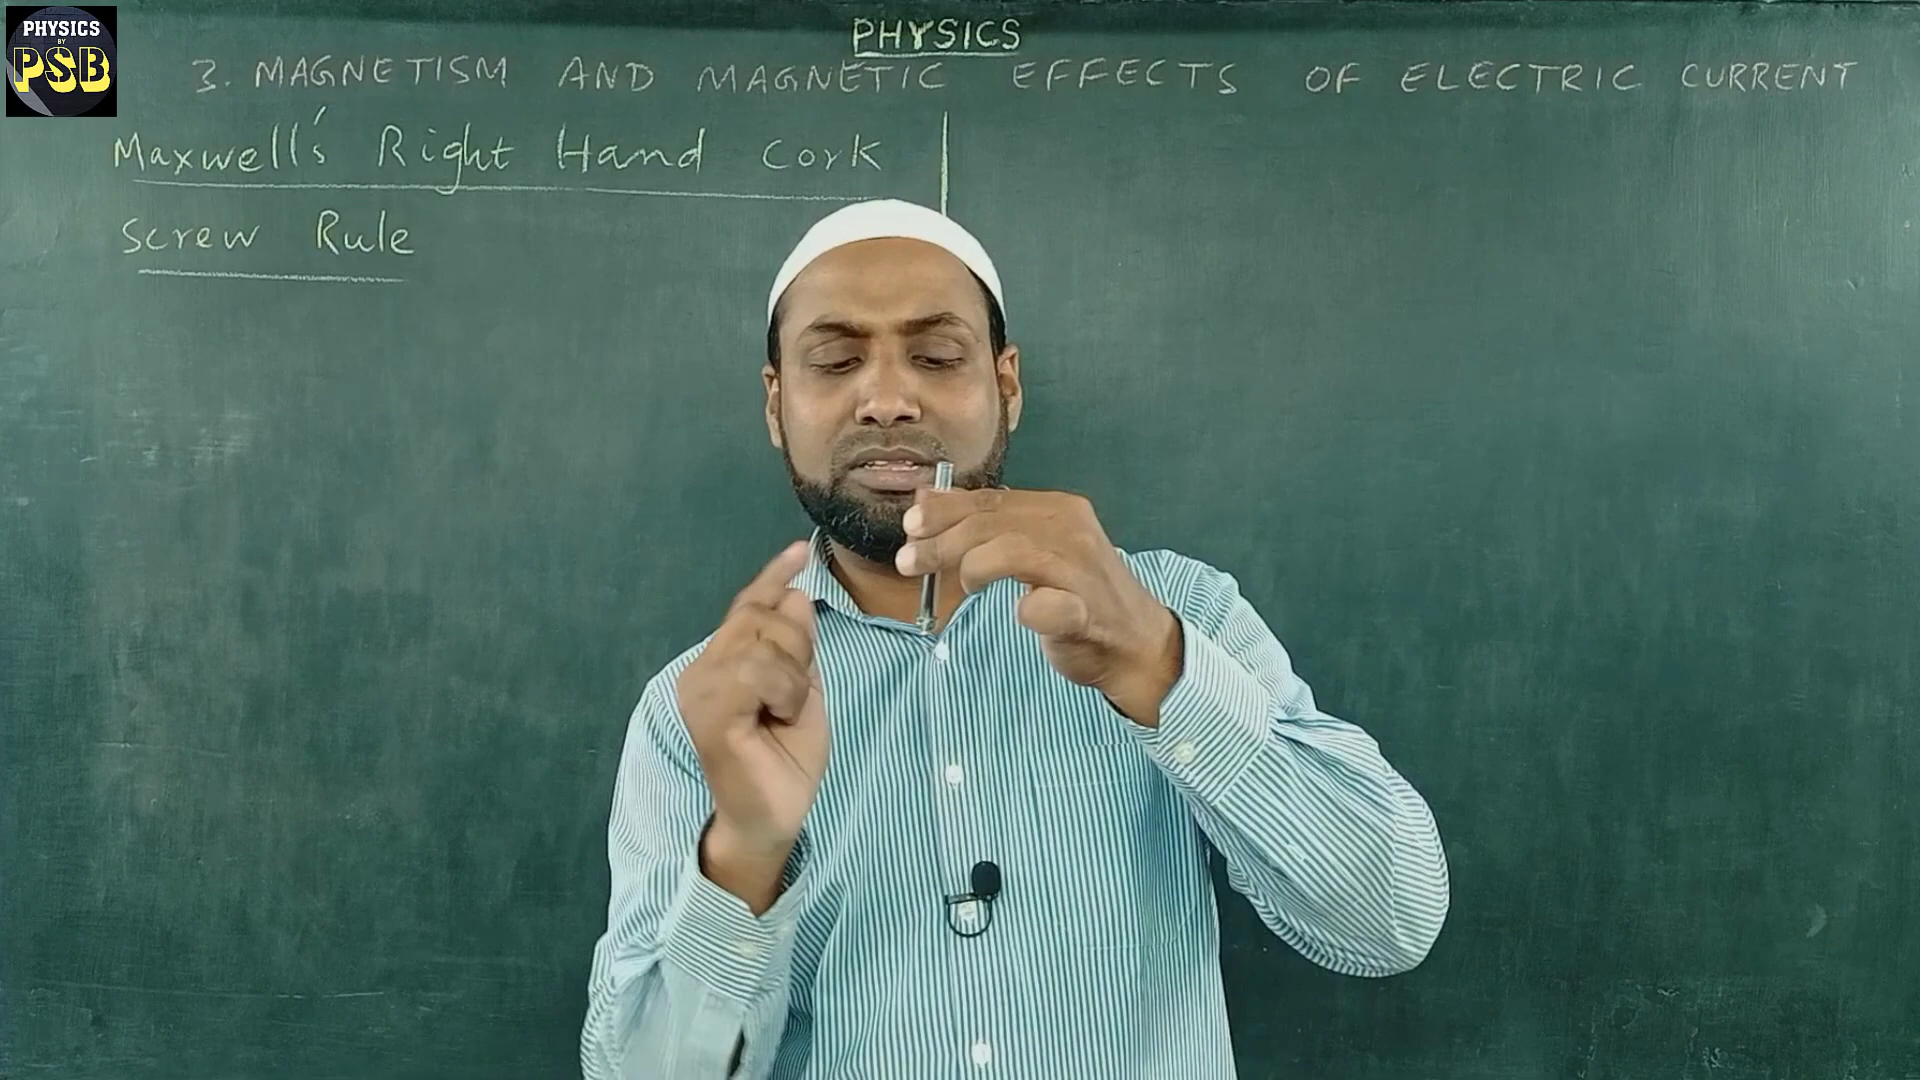 PHYSICS
BY
PSB
PHYSICS
3. MAGNETISM AND MAGNETIC EFFECTS OF ELECTRIC CURRENT
Maxwell's Right Hand Cork
Screw Rule